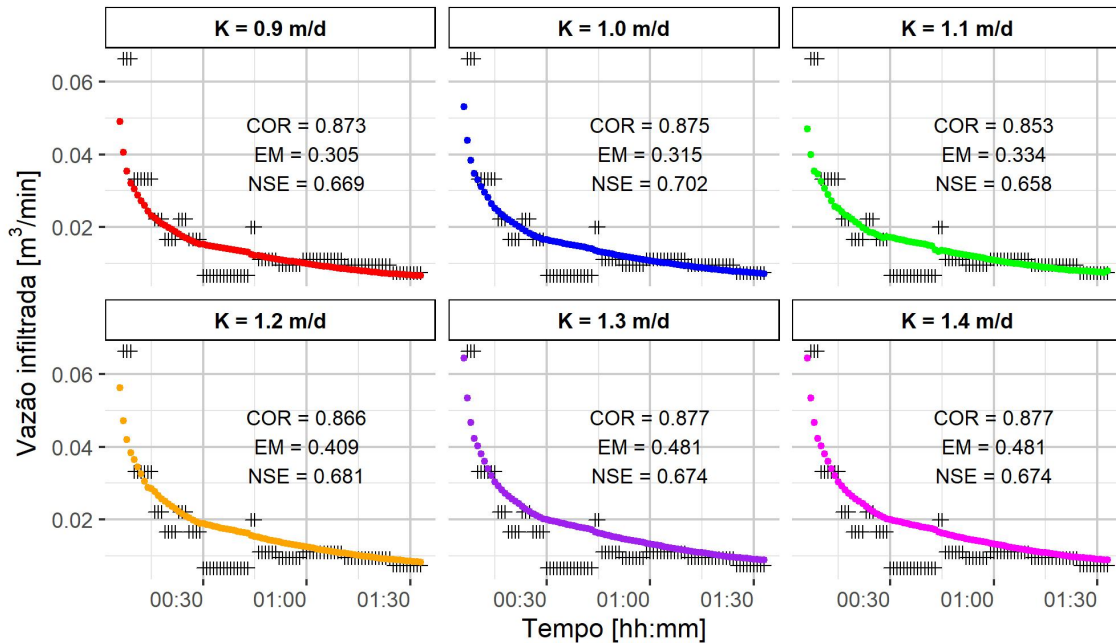 K = 0.9 m/d
K = 1.0 m/d
K = 1.1 m/d
0.06
0.04
0.02
COR = 0.873
EM = 0.305
NSE = 0.669
COR = 0.875
EM = 0.315
NSE = 0.702
COR = 0.853
EM = 0.334
NSE = 0.658
Vazão infiltrada [m³/min]
K = 1.2 m/d
K = 1.3 m/d
K = 1.4 m/d
0.06
0.04
0.02
COR = 0.866
EM = 0.409
NSE = 0.681
COR = 0.877
EM = 0.481
NSE = 0.674
COR = 0.877
EM = 0.481
NSE = 0.674
00:30 01:00 01:30
00:30 01:00 01:30
00:30 01:00 01:30
Tempo [hh:mm]